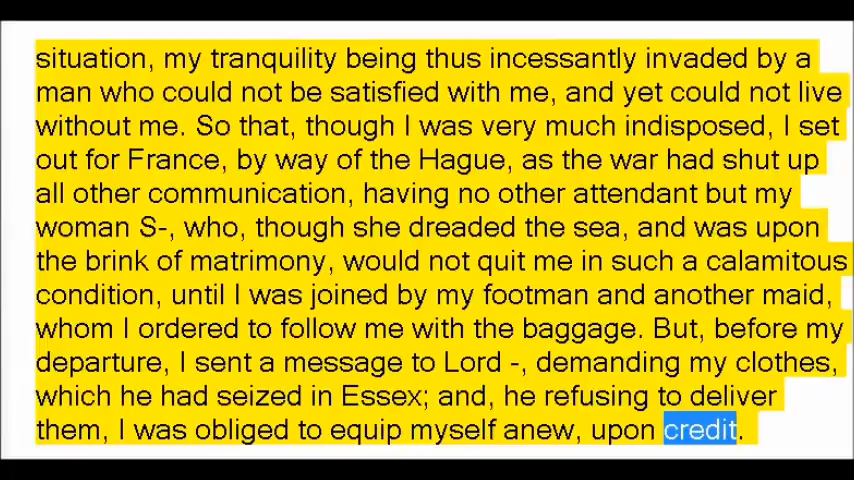 situation, my tranquility being thus incessantly invaded by a
man who could not be satisfied with me, and yet could not live
without me. So that, though I was very much indisposed, I set
out for France, by way of the Hague, as the war had shut up
all other communication, having no other attendant but my
woman S-, who, though she dreaded the sea, and was upon
the brink of matrimony, would not quit me in such a calamitous
condition, until I was joined by my footman and another maid,
whom I ordered to follow me with the baggage. But, before my
departure, I sent a message to Lord -, demanding my clothes,
which he had seized in Essex; and, he refusing to deliver
them, I was obliged to equip myself anew, upon credit.